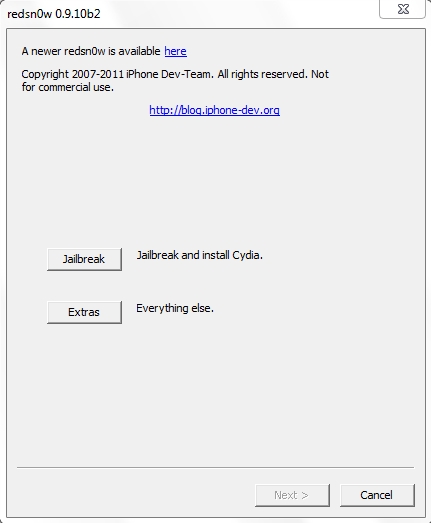 redsn0w 0.9.10b2
A newer redsn0w is available here
Copyright 2007-2011 iPhone Dev-Team. All rights reserved. Not
for commercial use.
http://blog.iphone-dev.org
Jailbreak Jailbreak and install Cydia.
Extras Everything else.
Next > Cancel